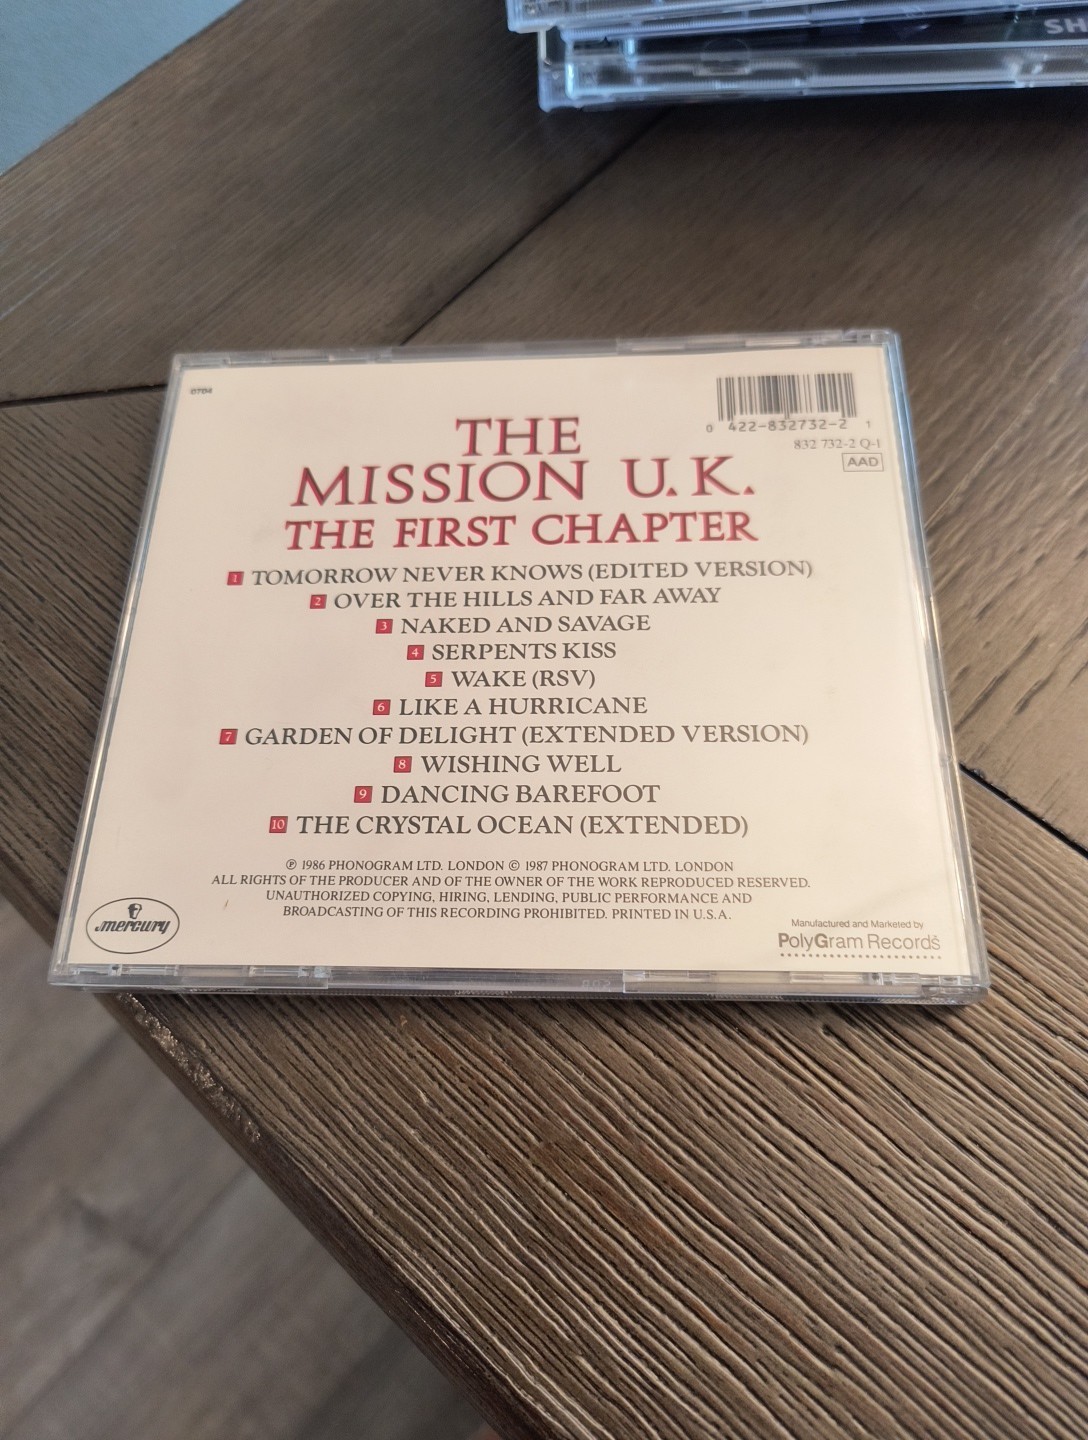 SH
0704
0 422-832732-2 1
832 732-2 Q-1
AAD
THE
MISSION U.K.
THE FIRST CHAPTER
1 TOMORROW NEVER KNOWS (EDITED VERSION)
2 OVER THE HILLS AND FAR AWAY
3 NAKED AND SAVAGE
4 SERPENTS KISS
5 WAKE (RSV)
6 LIKE A HURRICANE
7 GARDEN OF DELIGHT (EXTENDED VERSION)
8 WISHING WELL
9 DANCING BAREFOOT
10 THE CRYSTAL OCEAN (EXTENDED)
℗ 1986 PHONOGRAM LTD. LONDON © 1987 PHONOGRAM LTD. LONDON
ALL RIGHTS OF THE PRODUCER AND OF THE OWNER OF THE WORK REPRODUCED RESERVED.
UNAUTHORIZED COPYING, HIRING, LENDING, PUBLIC PERFORMANCE AND
BROADCASTING OF THIS RECORDING PROHIBITED. PRINTED IN U.S.A.
mercury
Manufactured and Marketed by
PolyGram Records